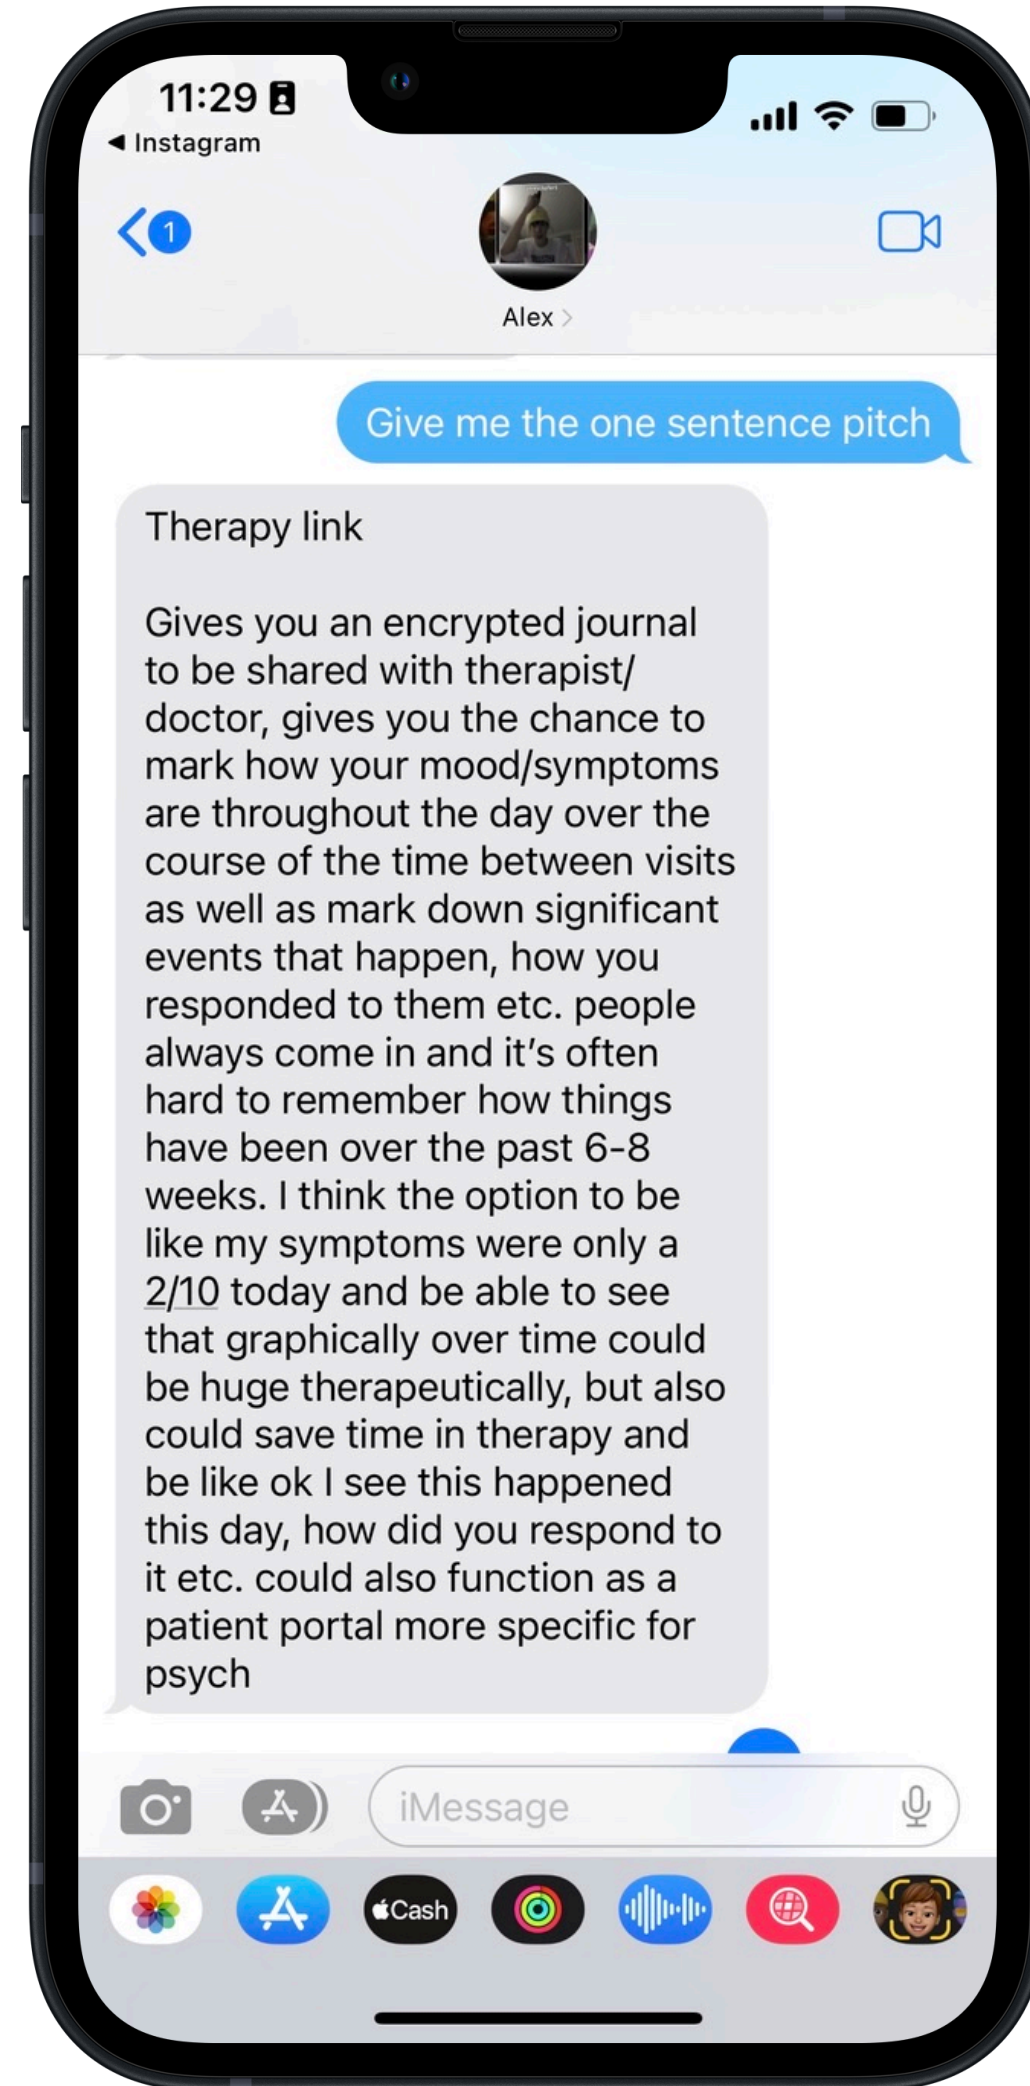 11:29
◀ Instagram
1
Alex >
Give me the one sentence pitch
Therapy link
Gives you an encrypted journal
to be shared with therapist/
doctor, gives you the chance to
mark how your mood/symptoms
are throughout the day over the
course of the time between visits
as well as mark down significant
events that happen, how you
responded to them etc. people
always come in and it’s often
hard to remember how things
have been over the past 6-8
weeks. I think the option to be
like my symptoms were only a
2/10 today and be able to see
that graphically over time could
be huge therapeutically, but also
could save time in therapy and
be like ok I see this happened
this day, how did you respond to
it etc. could also function as a
patient portal more specific for
psych
iMessage
Cash